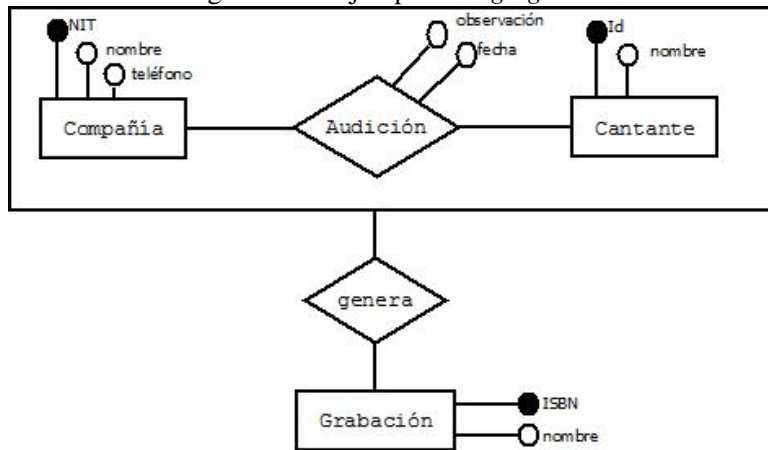 NIT
nombre
teléfono
Compañía
observación
fecha
Audición
Id
nombre
Cantante
genera
Grabación
ISBN
nombre